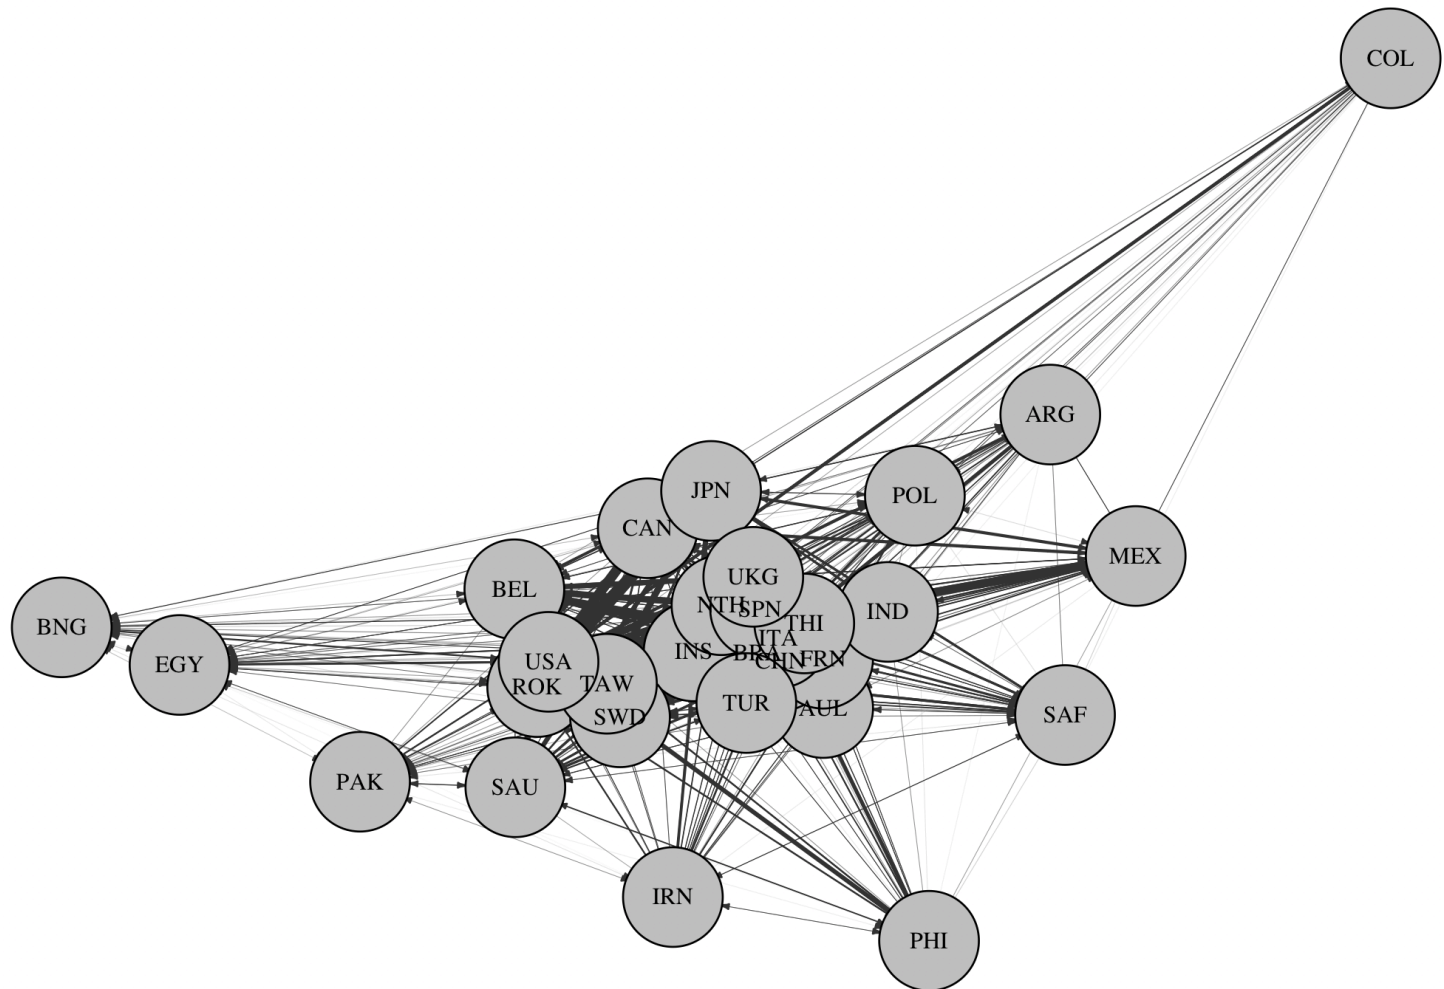 COL
ARG
JPN
POL
CAN
MEX
UKG
BEL
NTH
SPN
IND
THI
BNG
ITA
EGY
INS
BRA
CHN
FRN
USA
ROK
TAW
TUR
AUL
SWD
SAF
PAK
SAU
IRN
PHI